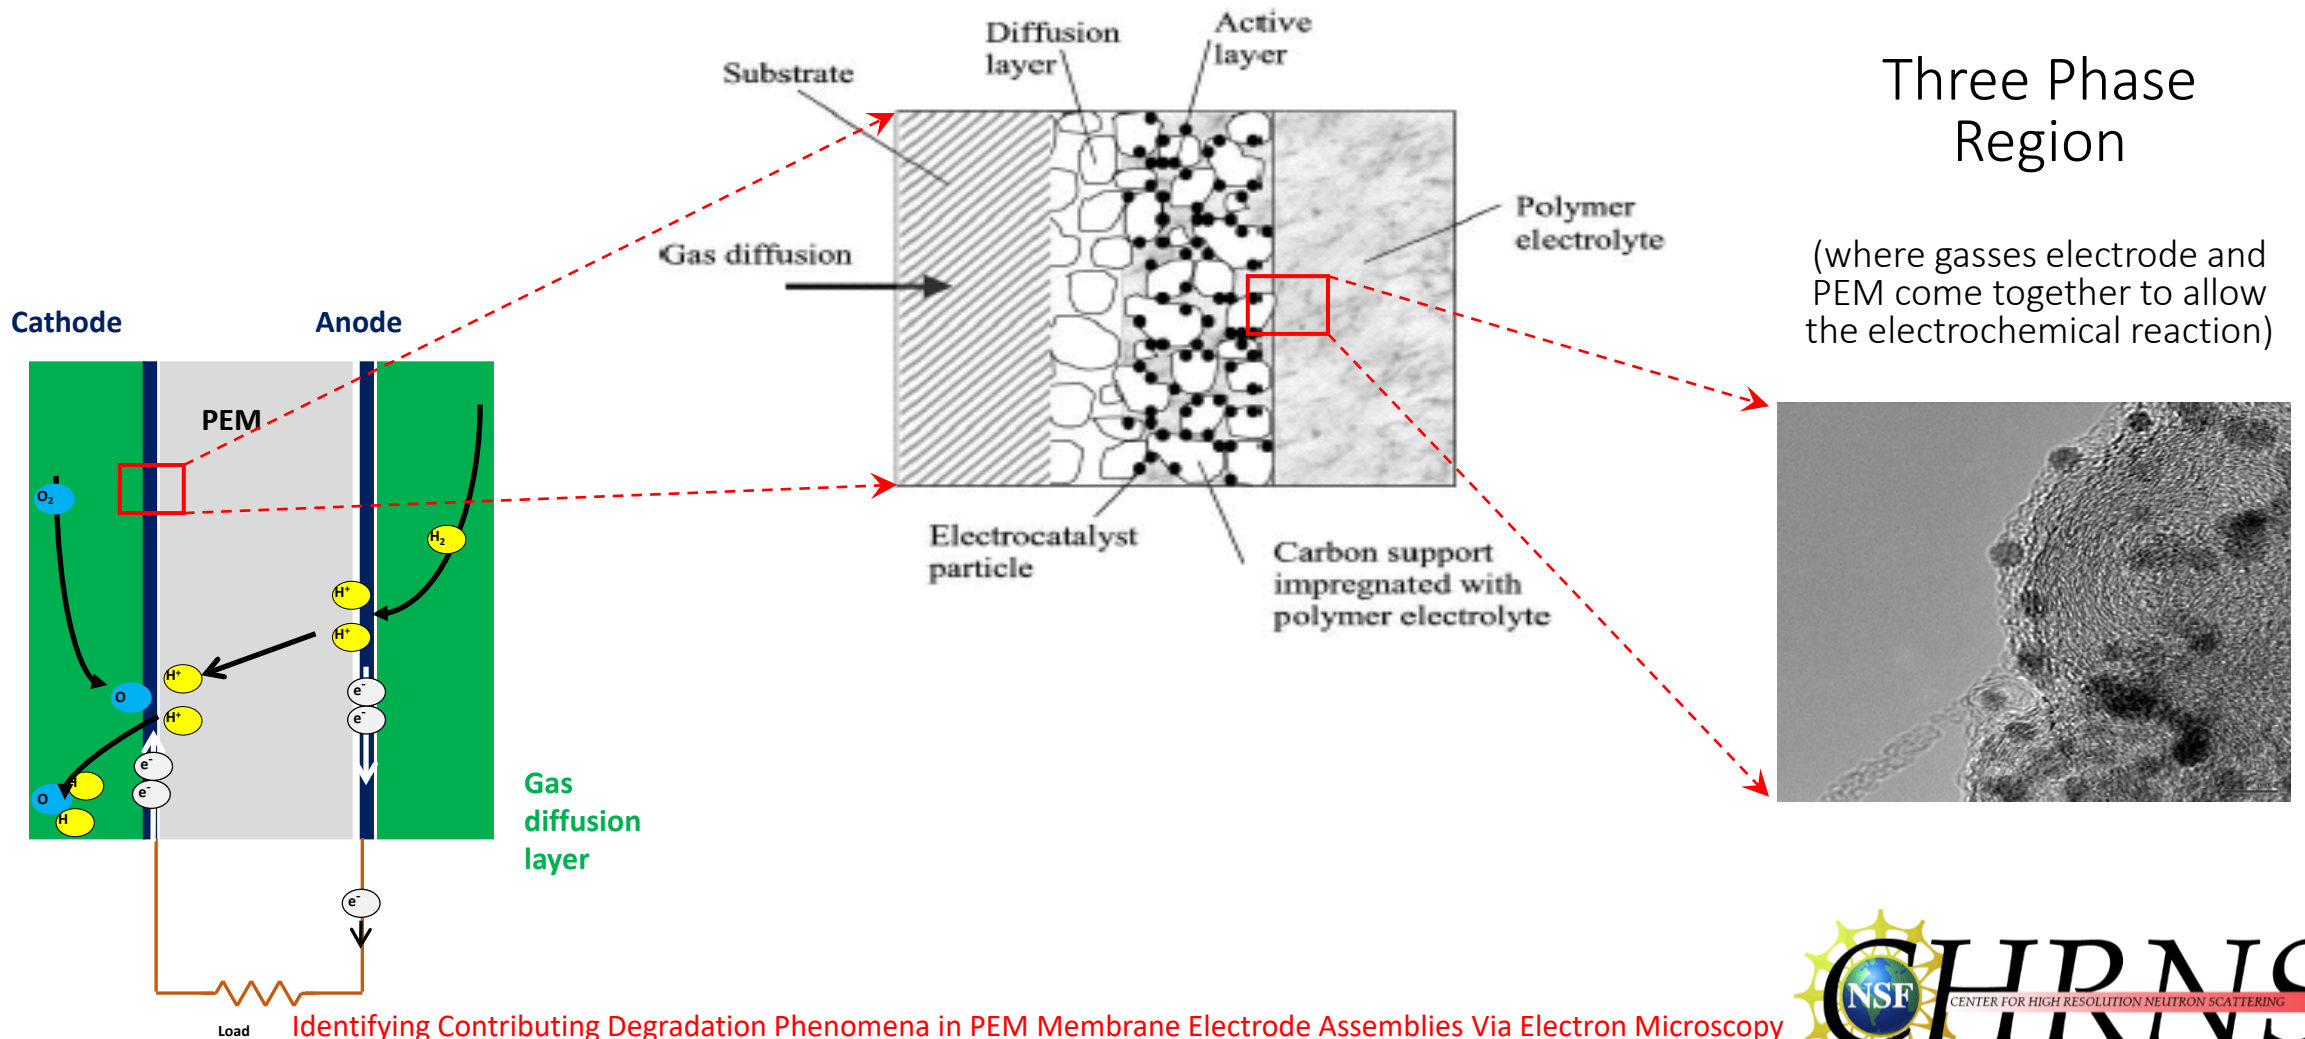 Three Phase
Region
(where gasses electrode and
PEM come together to allow
the electrochemical reaction)
Substrate
Diffusion
layer
Active
layer
Gas diffusion
Polymer
electrolyte
Electrocatalyst
particle
Carbon support
impregnated with
polymer electrolyte
Cathode
Anode
PEM
O₂
H₂
H⁺
H⁺
H⁺
H⁺
O
e⁻
e⁻
e⁻
e⁻
O
H
H
e⁻
Gas
diffusion
layer
Load
Identifying Contributing Degradation Phenomena in PEM Membrane Electrode Assemblies Via Electron Microscopy
NSF
CHRNS
CENTER FOR HIGH RESOLUTION NEUTRON SCATTERING